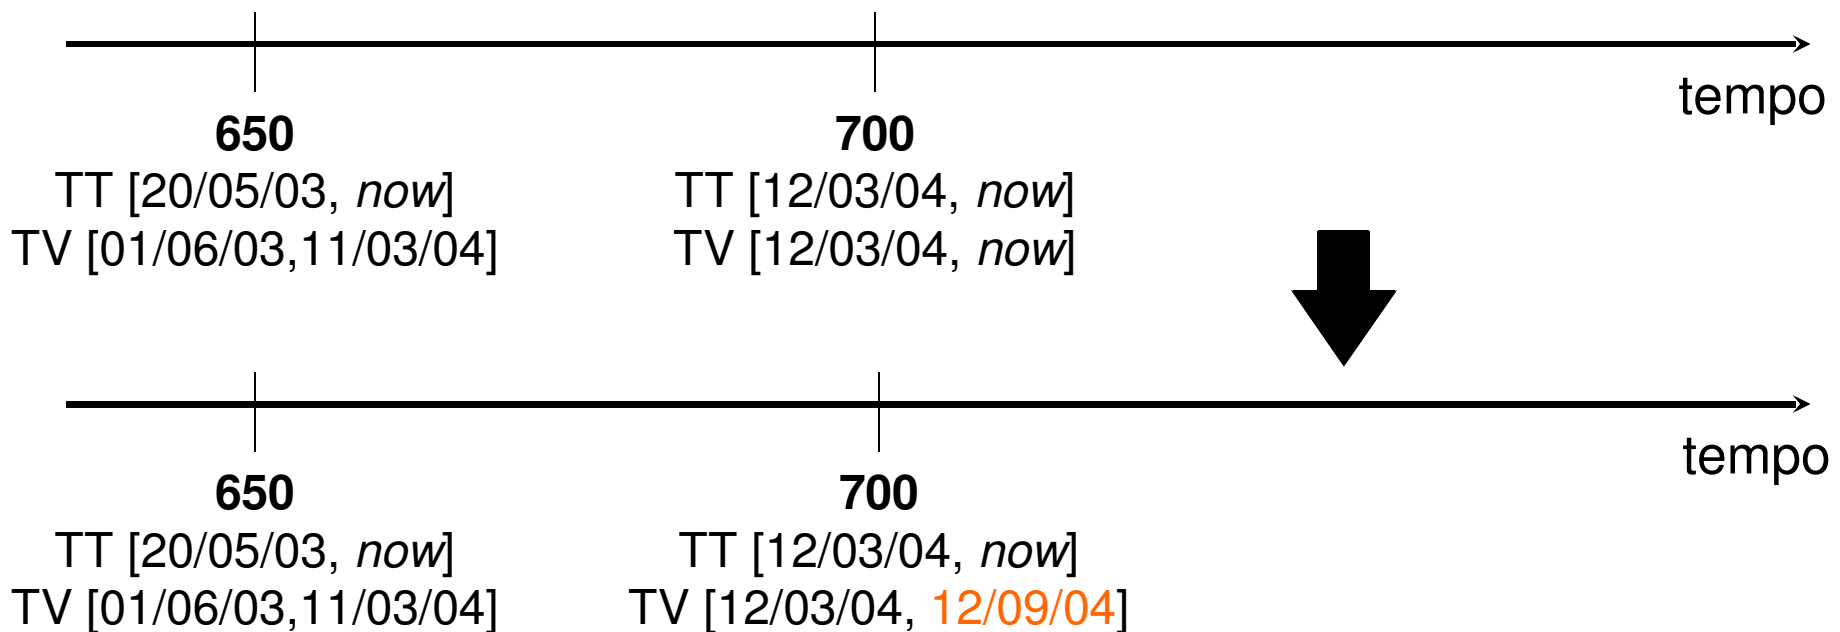 tempo
650 700
TT [20/05/03, now] TT [12/03/04, now]
TV [01/06/03,11/03/04] TV [12/03/04, now]
tempo
650 700
TT [20/05/03, now] TT [12/03/04, now]
TV [01/06/03,11/03/04] TV [12/03/04, 12/09/04]